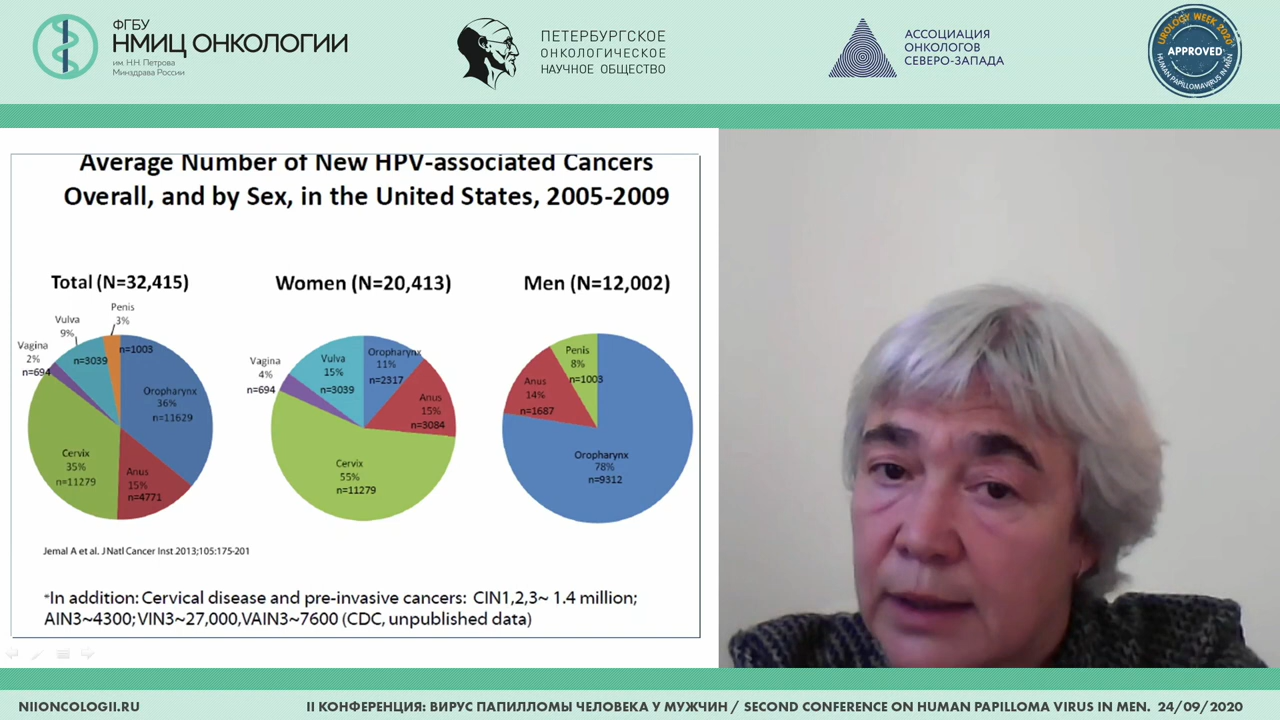 ФГБУ
НМИЦ ОНКОЛОГИИ
им. Н.Н. Петрова
Минздрава России
ПЕТЕРБУРГСКОЕ
ОНКОЛОГИЧЕСКОЕ
НАУЧНОЕ ОБЩЕСТВО
АССОЦИАЦИЯ
ОНКОЛОГОВ
СЕВЕРО-ЗАПАДА
UROLOGY WEEK 2020
APPROVED
HUMAN PAPILLOMAVIRUS IN MEN
Average Number of New HPV-associated Cancers
Overall, and by Sex, in the United States, 2005-2009
Total (N=32,415)
Penis
3%
n=1003
Vulva
9%
n=3039
Vagina
2%
n=694
Oropharynx
36%
n=11629
Cervix
35%
n=11279
Anus
15%
n=4771
Women (N=20,413)
Vagina
4%
n=694
Vulva
15%
n=3039
Oropharynx
11%
n=2317
Anus
15%
n=3084
Cervix
55%
n=11279
Men (N=12,002)
Penis
8%
n=1003
Anus
14%
n=1687
Oropharynx
78%
n=9312
Jemal A et al. J Natl Cancer Inst 2013;105:175-201
*In addition: Cervical disease and pre-invasive cancers: CIN1,2,3~ 1.4 million;
AIN3~4300; VIN3~27,000,VAIN3~7600 (CDC, unpublished data)
NIIONCOLOGII.RU
II КОНФЕРЕНЦИЯ: ВИРУС ПАПИЛЛОМЫ ЧЕЛОВЕКА У МУЖЧИН / SECOND CONFERENCE ON HUMAN PAPILLOMA VIRUS IN MEN. 24/09/2020